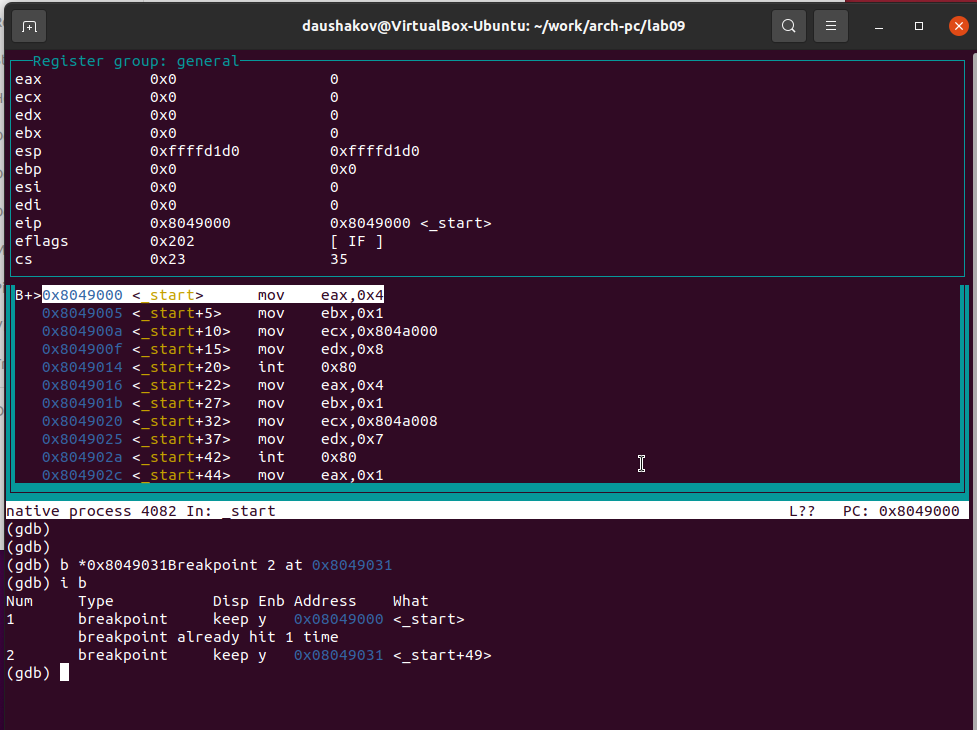 daushakov@VirtualBox-Ubuntu: ~/work/arch-pc/lab09
Register group: general
eax 0x0 0
ecx 0x0 0
edx 0x0 0
ebx 0x0 0
esp 0xffffd1d0 0xffffd1d0
ebp 0x0 0x0
esi 0x0 0
edi 0x0 0
eip 0x8049000 0x8049000 <_start>
eflags 0x202 [ IF ]
cs 0x23 35
B+>0x8049000 <_start> mov eax,0x4
0x8049005 <_start+5> mov ebx,0x1
0x804900a <_start+10> mov ecx,0x804a000
0x804900f <_start+15> mov edx,0x8
0x8049014 <_start+20> int 0x80
0x8049016 <_start+22> mov eax,0x4
0x804901b <_start+27> mov ebx,0x1
0x8049020 <_start+32> mov ecx,0x804a008
0x8049025 <_start+37> mov edx,0x7
0x804902a <_start+42> int 0x80
0x804902c <_start+44> mov eax,0x1
native process 4082 In: _start L?? PC: 0x8049000
(gdb)
(gdb)
(gdb) b *0x8049031Breakpoint 2 at 0x8049031
(gdb) i b
Num Type Disp Enb Address What
1 breakpoint keep y 0x08049000 <_start>
breakpoint already hit 1 time
2 breakpoint keep y 0x08049031 <_start+49>
(gdb)